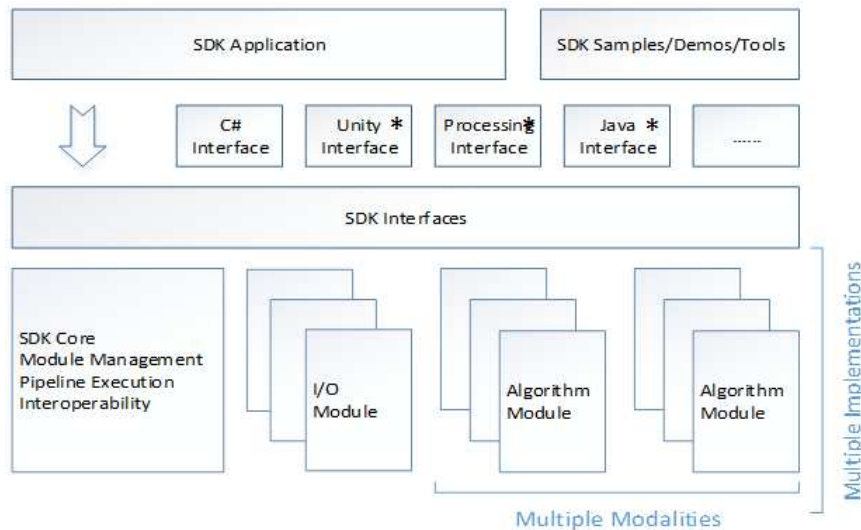 SDK Application
SDK Samples/Demos/Tools
C#
Interface
Unity *
Interface
Processing *
Interface
Java *
Interface
......
SDK Interfaces
SDK Core
Module Management
Pipeline Execution
Interoperability
I/O
Module
Algorithm
Module
Algorithm
Module
Multiple Implementations
Multiple Modalities